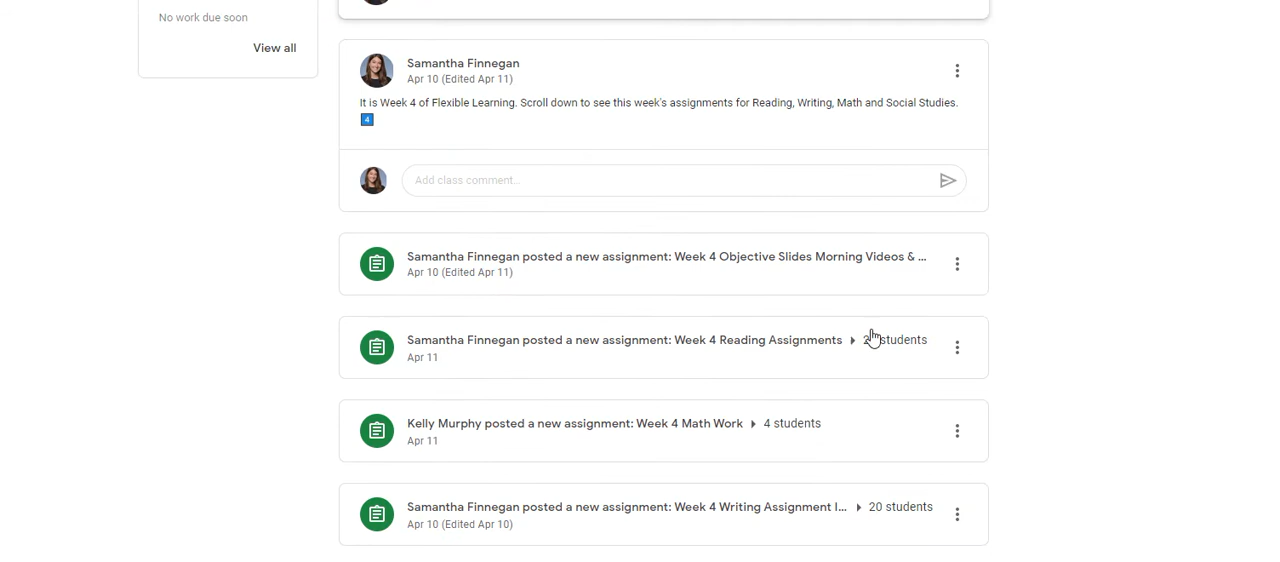 No work due soon
View all
Samantha Finnegan
Apr 10 (Edited Apr 11)
It is Week 4 of Flexible Learning. Scroll down to see this week's assignments for Reading, Writing, Math and Social Studies.
4
Add class comment...
Samantha Finnegan posted a new assignment: Week 4 Objective Slides Morning Videos & ...
Apr 10 (Edited Apr 11)
Samantha Finnegan posted a new assignment: Week 4 Reading Assignments students
Apr 11
Kelly Murphy posted a new assignment: Week 4 Math Work 4 students
Apr 11
Samantha Finnegan posted a new assignment: Week 4 Writing Assignment I... 20 students
Apr 10 (Edited Apr 10)